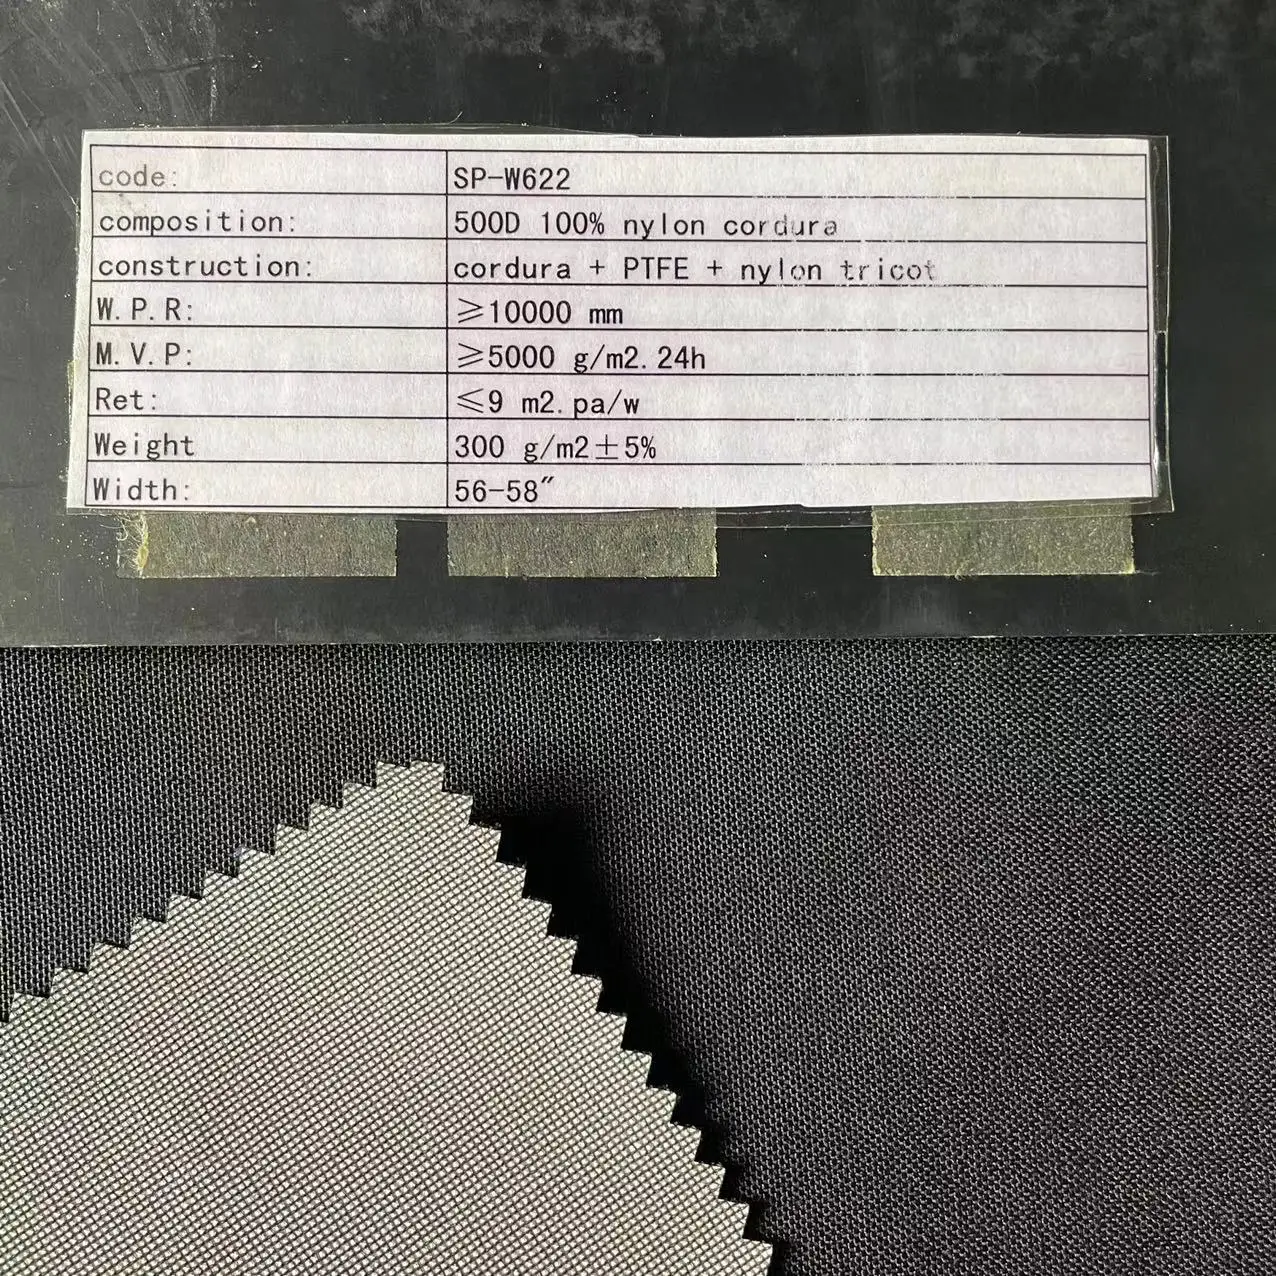 code: SP-W622
composition: 500D 100% nylon cordura
construction: cordura + PTFE + nylon tricot
W.P.R: ≥10000 mm
M.V.P: ≥5000 g/m2.24h
Ret: ≤9 m2.pa/w
Weight 300 g/m2±5%
Width: 56-58"